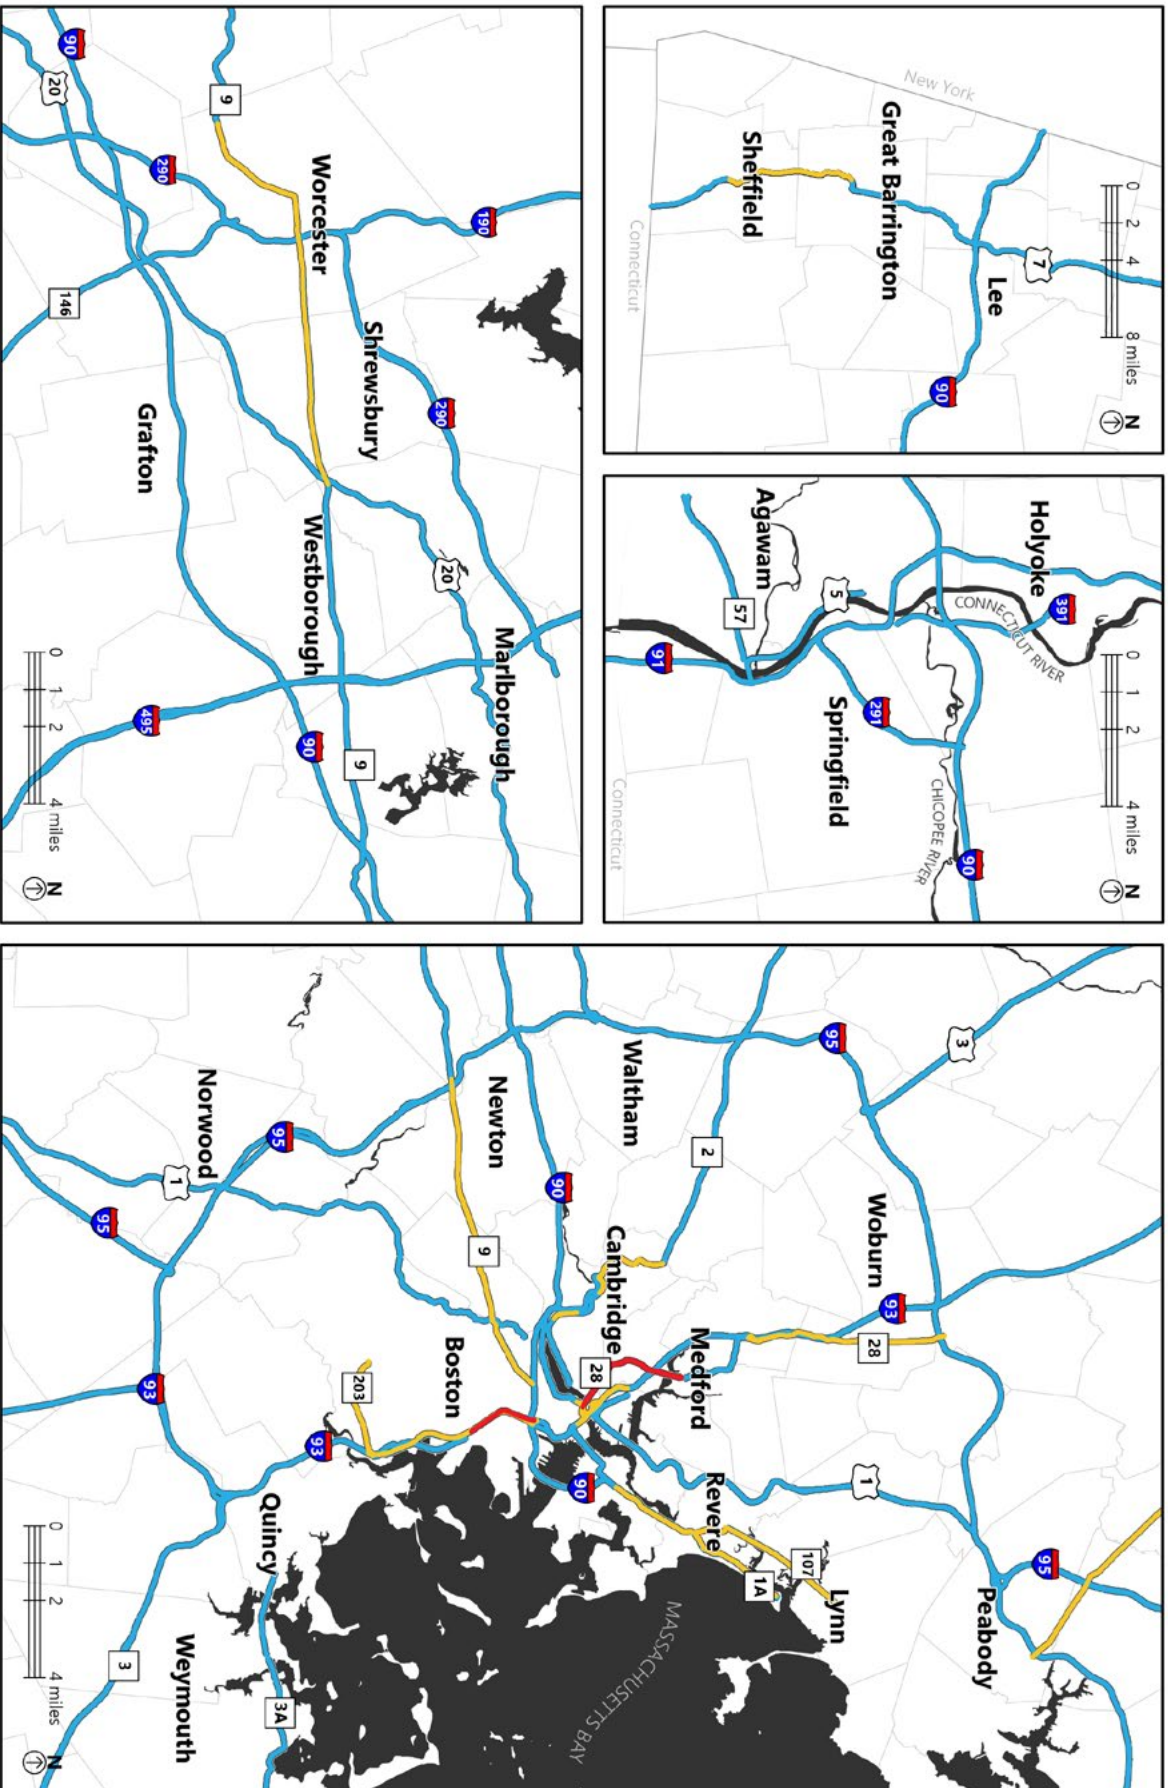 New York
Great Barrington
Sheffield
Lee
7
90
Connecticut
0 2 4 8 miles
N
Holyoke
391
CONNECTICUT RIVER
Agawam
5
57
91
291
Springfield
CHICOPEE RIVER
90
Connecticut
0 1 2 4 miles
N
90
20
9
290
190
Worcester
146
Shrewsbury
290
Grafton
20
Westborough
Marlborough
495
90
9
0 1 2 4 miles
N
3
95
Waltham
Newton
Norwood
95
2
1
95
90
Woburn
9
Cambridge
93
28
Medford
28
Boston
203
93
93
1
Revere
90
Quincy
95
107
1A
Lynn
Peabody
MASSACHUSETTS BAY
Weymouth
3
3A
0 1 2 4 miles
N